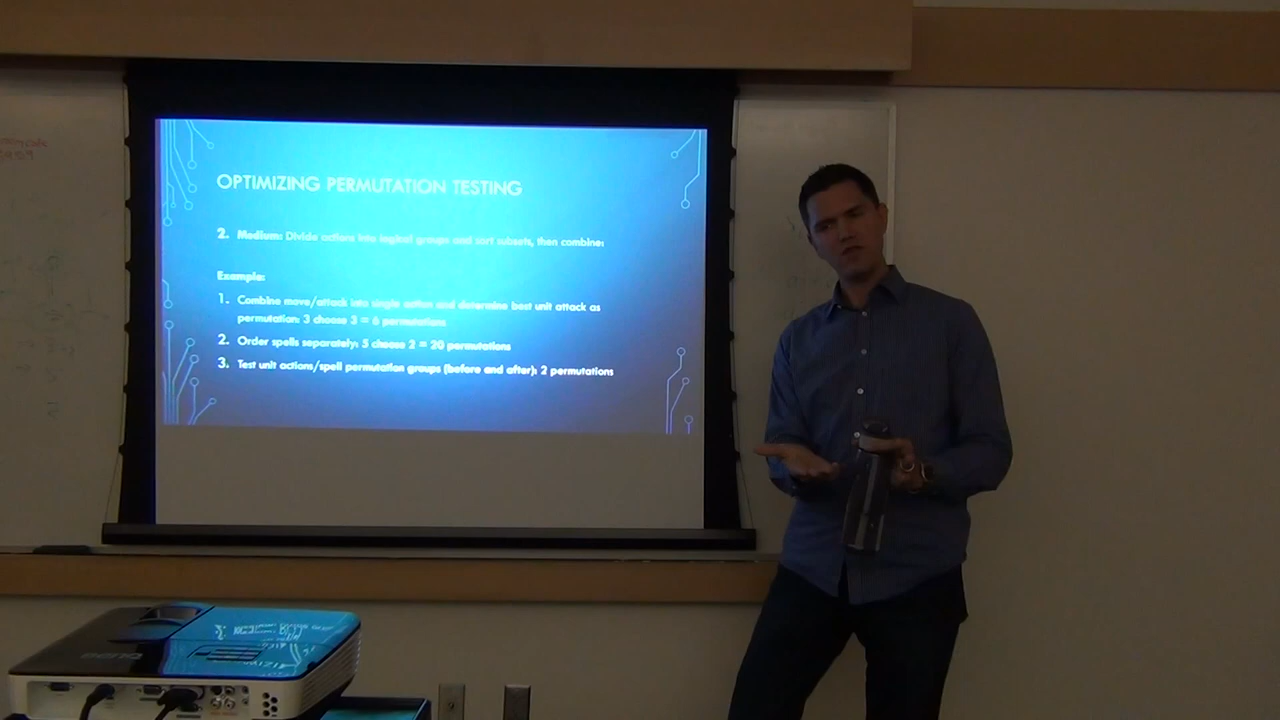 OPTIMIZING PERMUTATION TESTING
2. Medium: Divide actions into logical groups and sort subsets, then combine:
Example:
1. Combine move/attack into single action and determine best unit attack as
permutation: 3 choose 3 = 6 permutations
2. Order spells separately: 5 choose 2 = 20 permutations
3. Test unit actions/spell permutation groups (before and after): 2 permutations
BenQ